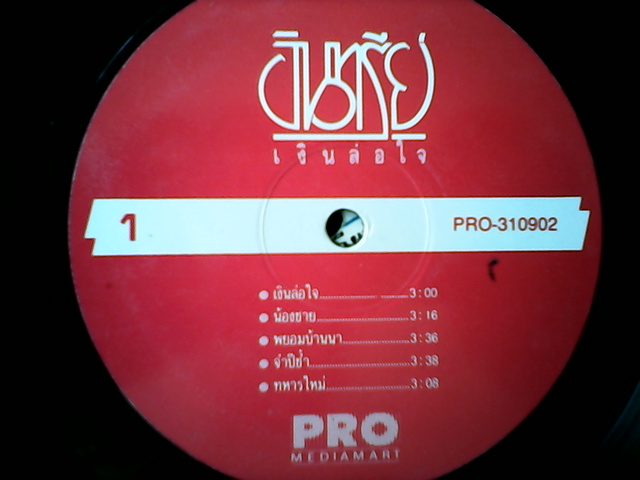 อินทรีย์
เงินล่อใจ
1 PRO-310902
เงินล่อใจ 3:00
น้องชาย 3:16
พยอมบ้านนา 3:36
จำปีช้ำ 3:38
ทหารใหม่ 3:08
PRO
MEDIAMART